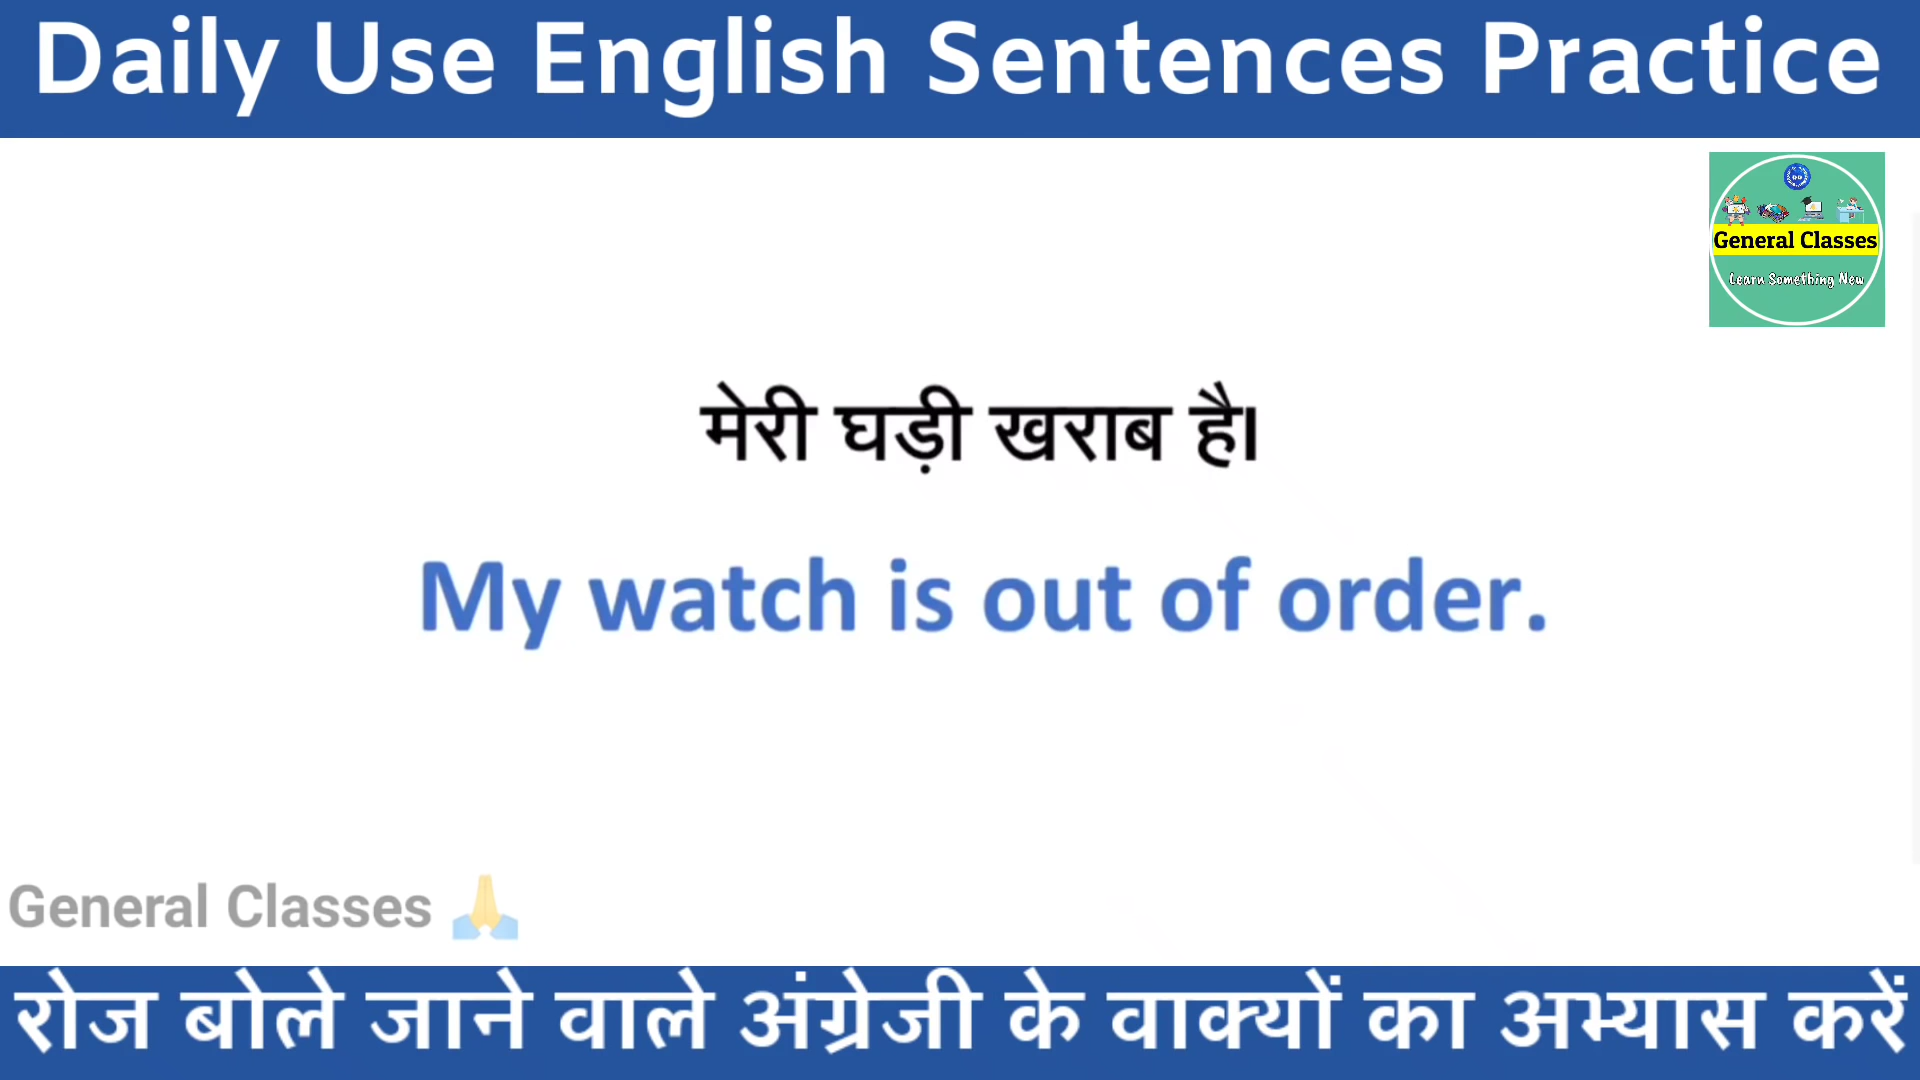 Daily Use English Sentences Practice
General Classes
Learn Something New
मेरी घड़ी खराब है।
My watch is out of order.
General Classes 🙏
रोज बोले जाने वाले अंग्रेजी के वाक्यों का अभ्यास करें